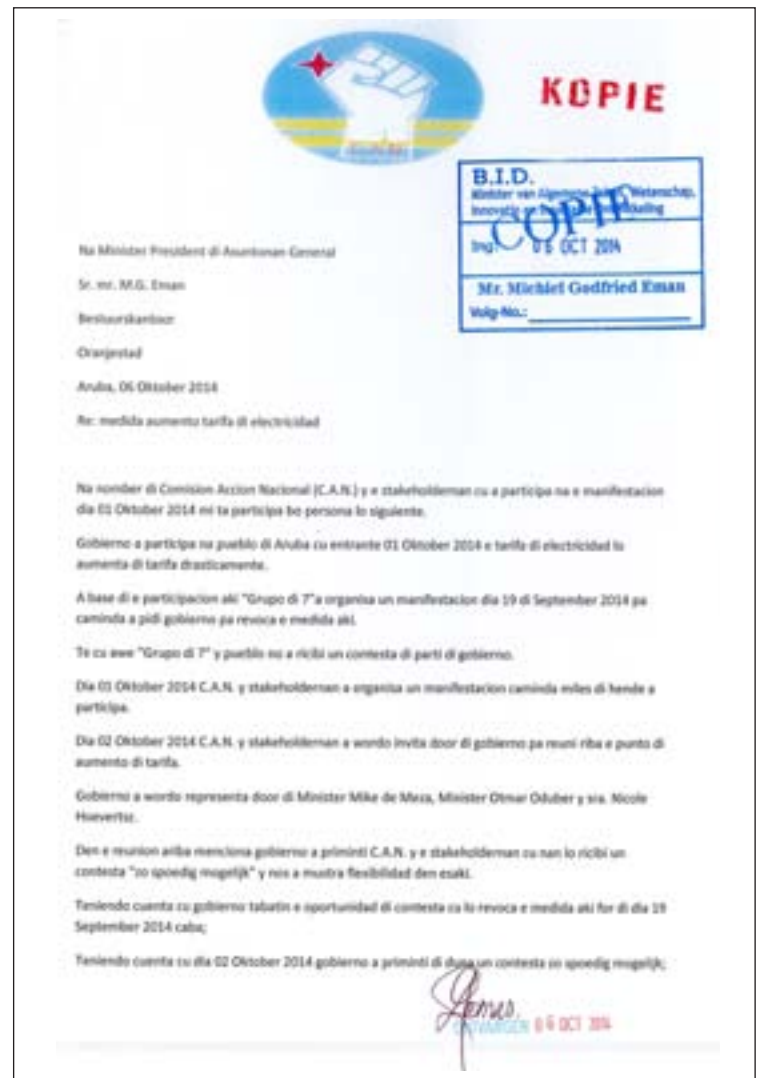 KOPIE
B.I.D.
Minister van Algemene Wetenschap,
Innovatie
COPIE
Ing. 06 OCT 2014
Mr. Michiel Godfried Eman
Volg-No.:
Na Minister President di Asuntonan General
Sr. mr. M.G. Eman
Bestuurskantoor
Oranjestad
Aruba, 06 Oktober 2014
Re: medida aumento tarifa di electricidad
Na nomber di Comision Accion Nacional (C.A.N.) y e stakeholdernan cu a participa na e manifestacion
dia 01 Oktober 2014 mi ta participa bo persona lo siguiente.
Gobierno a participa na pueblo di Aruba cu entrante 01 Oktober 2014 e tarifa di electricidad lo
aumenta di tarifa drasticamente.
A base di e participacion aki "Grupo di 7"a organisa un manifestacion dia 19 di September 2014 pa
caminda a pidi gobierno pa revoca e medida aki.
Te cu awe "Grupo di 7" y pueblo no a ricibi un contesta di parti di gobierno.
Dia 01 Oktober 2014 C.A.N. y stakeholdernan a organisa un manifestacion caminda miles di hende a
participa.
Dia 02 Oktober 2014 C.A.N. y stakeholdernan a wordo invita door di gobierno pa reuni riba e punto di
aumento di tarifa.
Gobierno a wordo representa door di Minister Mike de Meza, Minister Otmar Oduber y sra. Nicole
Hoevertsz.
Den e reunion ariba menciona gobierno a priminti C.A.N. y e stakeholdernan cu nan lo ricibi un
contesta "zo spoedig mogelijk" y nos a mustra flexibilidad den esaki.
Teniendo cuenta cu gobierno tabatin e oportunidad di contesta cu lo revoca e medida aki for di dia 19
September 2014 caba;
Teniendo cuenta cu dia 02 Oktober 2014 gobierno a priminti di duna un contesta zo spoedig mogelijk;
ONTVANGEN 06 OCT 2014